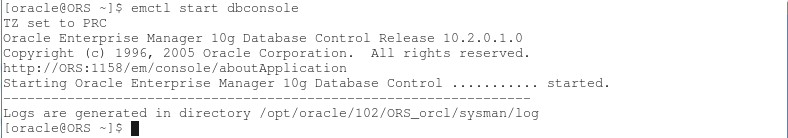 [oracle@ORS ~]$ emctl start dbconsole
TZ set to PRC
Oracle Enterprise Manager 10g Database Control Release 10.2.0.1.0
Copyright (c) 1996, 2005 Oracle Corporation.  All rights reserved.
http://ORS:1158/em/console/aboutApplication
Starting Oracle Enterprise Manager 10g Database Control ........... started.
------------------------------------------------------------------
Logs are generated in directory /opt/oracle/102/ORS_orcl/sysman/log
[oracle@ORS ~]$